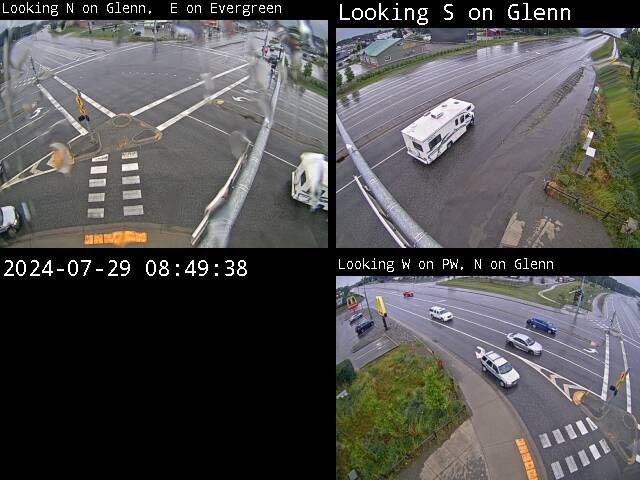 Looking N on Glenn,  E on Evergreen
Looking S on Glenn
2024-07-29 08:49:38
Looking W on PW, N on Glenn